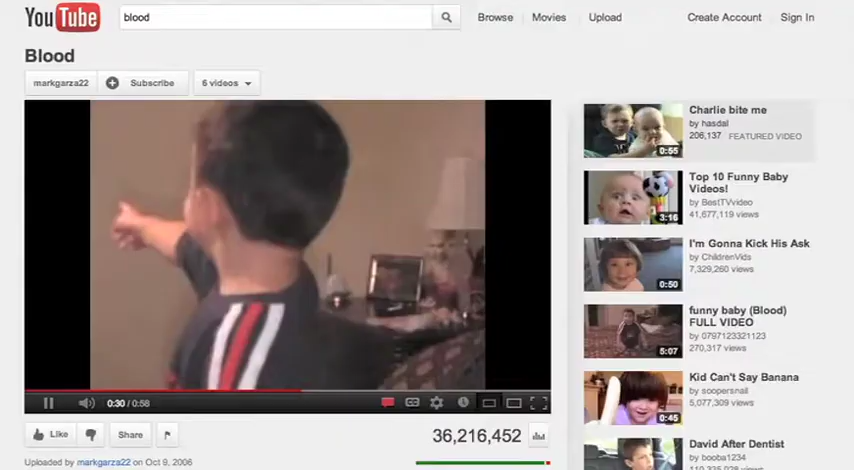 YouTube
blood
Browse
Movies
Upload
Create Account
Sign In
Blood
markgarza22
Subscribe
6 videos
0:30 / 0:58
CC
Like
Share
36,216,452
Uploaded by markgarza22 on Oct 9, 2006
Charlie bite me
by hasdal
206,137 FEATURED VIDEO
0:55
Top 10 Funny Baby
Videos!
by BestTVvideo
41,677,119 views
3:16
I'm Gonna Kick His Ask
by ChildrenVids
7,329,260 views
0:50
funny baby (Blood)
FULL VIDEO
by 0797123321123
270,317 views
5:07
Kid Can't Say Banana
by soopersnail
5,077,309 views
0:45
David After Dentist
by booba1234